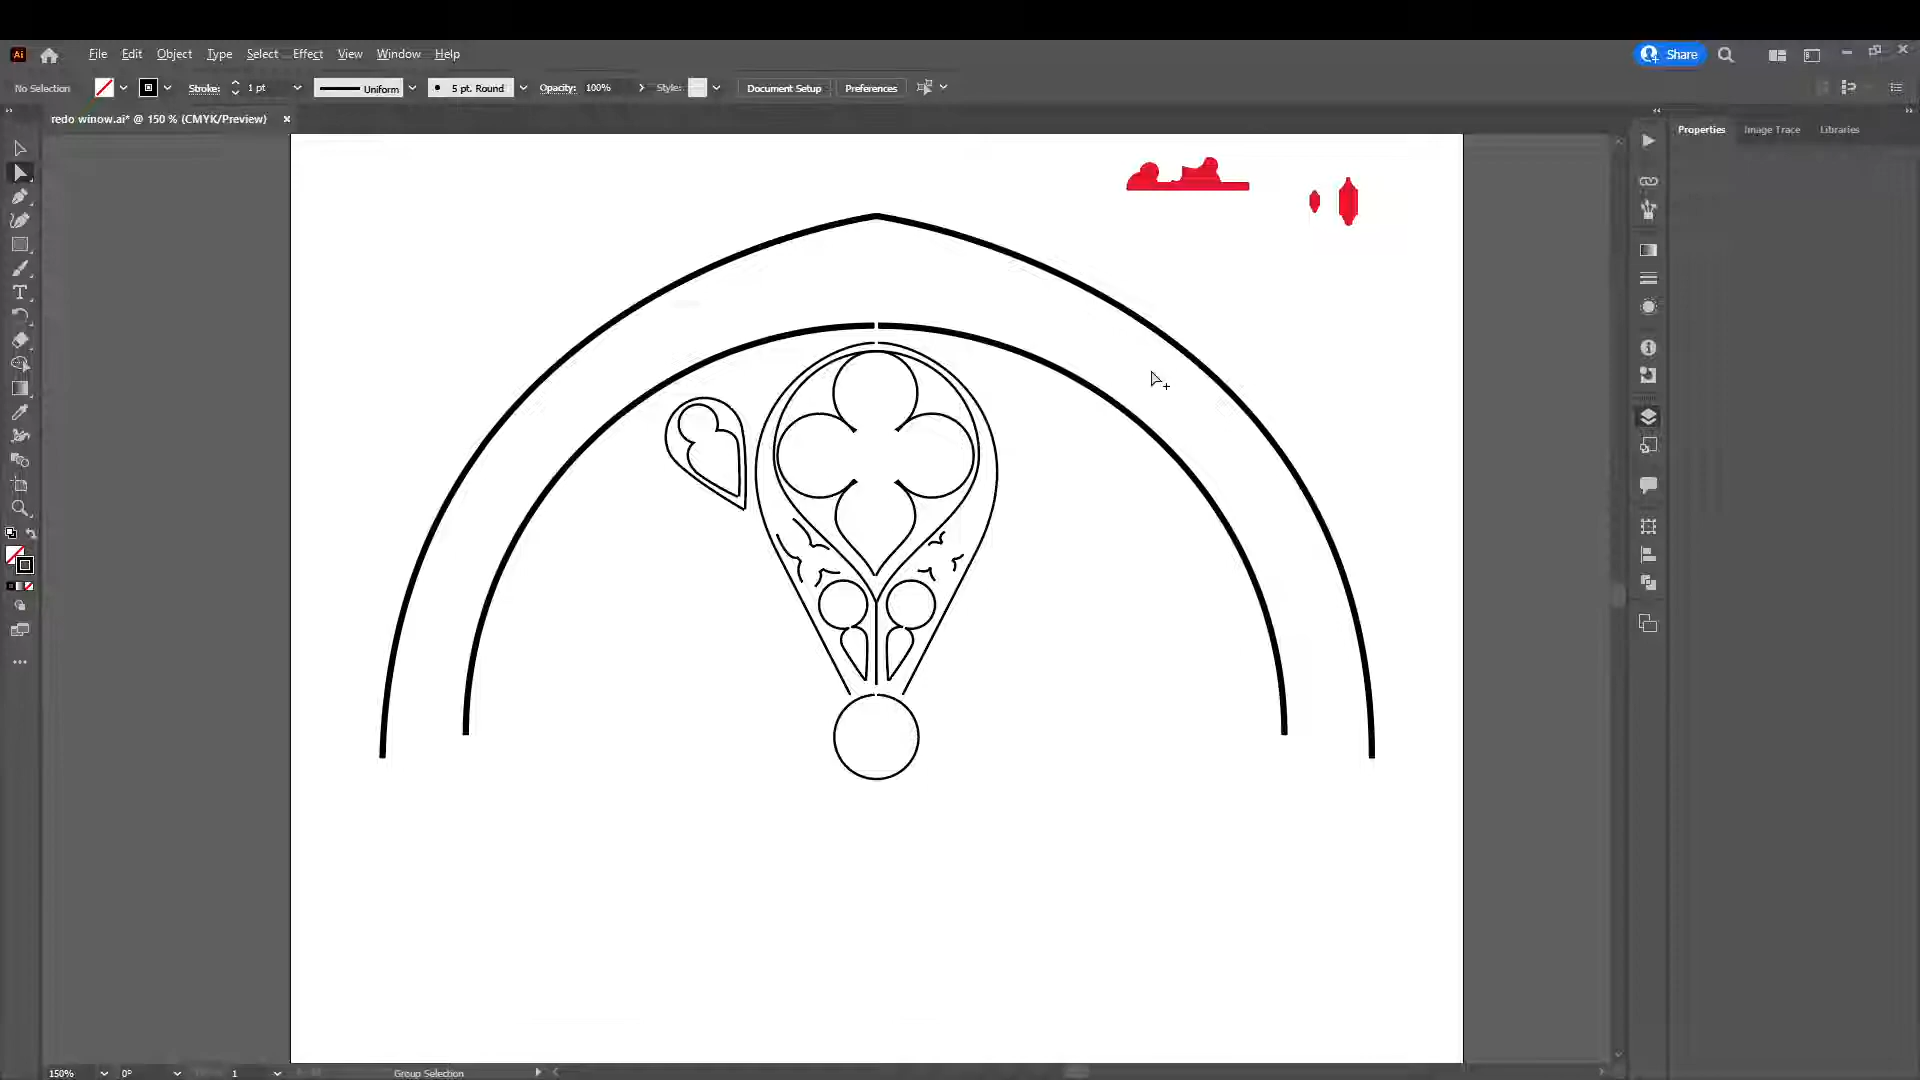 Ai File Edit Object Type Select Effect View Window Help Share
No Selection Stroke: 1 pt Uniform 5 pt. Round Opacity: 100% Style: Document Setup Preferences
redo winow.ai* @ 150 % (CMYK/Preview) ×
Properties Image Trace Libraries
150% 0° 1 Group Selection